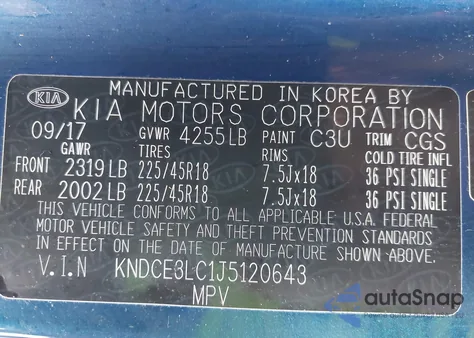 KIA MANUFACTURED IN KOREA BY
KIA MOTORS CORPORATION
09/17 GVWR 4255LB PAINT C3U TRIM CGS
GAWR TIRES RIMS COLD TIRE INFL
FRONT 2319LB 225/45R18 7.5Jx18 36 PSI SINGLE
REAR 2002LB 225/45R18 7.5Jx18 36 PSI SINGLE
THIS VEHICLE CONFORMS TO ALL APPLICABLE U.S.A. FEDERAL
MOTOR VEHICLE SAFETY AND THEFT PREVENTION STANDARDS
IN EFFECT ON THE DATE OF MANUFACTURE SHOWN ABOVE.
V.I.N KNDCE3LC1J5120643
MPV
autoSnap